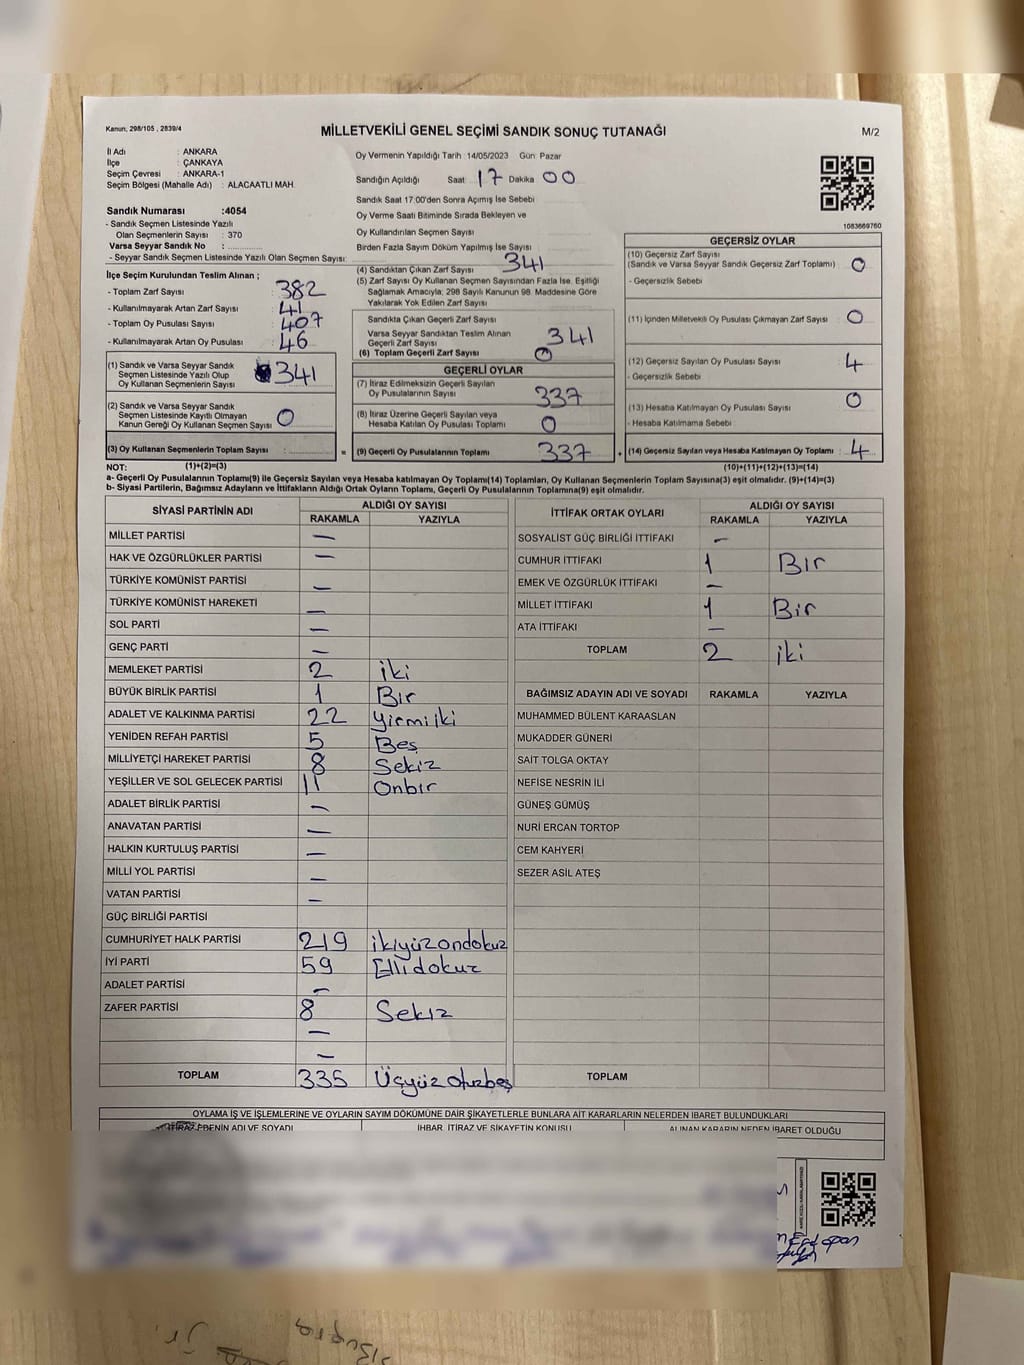 Kanun; 298/105 , 2839/4
MİLLETVEKİLİ GENEL SEÇİMİ SANDIK SONUÇ TUTANAĞI
M/2
İl Adı : ANKARA
İlçe : ÇANKAYA
Seçim Çevresi : ANKARA-1
Seçim Bölgesi (Mahalle Adı) : ALACAATLI MAH.
Oy Vermenin Yapıldığı Tarih :14/05/2023 Gün: Pazar
Sandığın Açıldığı Saat 17 Dakika 00
Sandık Saat 17:00'den Sonra Açımış İse Sebebi
Oy Verme Saati Bitiminde Sırada Bekleyen ve
Oy Kullandırılan Seçmen Sayısı
Birden Fazla Sayım Döküm Yapılmış İse Sayısı
1083669760
Sandık Numarası :4054
- Sandık Seçmen Listesinde Yazılı
Olan Seçmenlerin Sayısı : 370
Varsa Seyyar Sandık No :
- Seyyar Sandık Listesinde Yazılı Olan Seçmen Sayısı:
İlçe Seçim Kurulundan Teslim Alınan ;
- Toplam Zarf Sayısı : 382
- Kullanılmayarak Artan Zarf Sayısı : 41
- Toplam Oy Pusulası Sayısı : 407
- Kullanılmayarak Artan Oy Pusulası : 46
(1) Sandık ve Varsa Seyyar Sandık
Seçmen Listesinde Yazılı Olup
Oy Kullanan Seçmenlerin Sayısı 341
(2) Sandık ve Varsa Seyyar Sandık
Seçmen Listesinde Kayıtlı Olmayan
Kanun Gereği Oy Kullanan Seçmen Sayısı 0
(3) Oy Kullanan Seçmenlerin Toplam Sayısı : =
(4) Sandıktan Çıkan Zarf Sayısı 341
(5) Zarf Sayısı Oy Kullanan Seçmen Sayısından Fazla İse, Eşitliği
Sağlamak Amacıyla; 298 Sayılı Kanunun 98. Maddesine Göre
Yakılarak Yok Edilen Zarf Sayısı
Sandıkta Çıkan Geçerli Zarf Sayısı
Varsa Seyyar Sandıktan Teslim Alınan
Geçerli Zarf Sayısı 341
(6) Toplam Geçerli Zarf Sayısı 0
GEÇERLİ OYLAR
(7) İtiraz Edilmeksizin Geçerli Sayılan
Oy Pusulalarının Sayısı 337
(8) İtiraz Üzerine Geçerli Sayılan veya
Hesaba Katılan Oy Pusulası Toplamı 0
(9) Geçerli Oy Pusulalarının Toplamı 337 +
GEÇERSİZ OYLAR
(10) Geçersiz Zarf Sayısı
(Sandık ve Varsa Seyyar Sandık Geçersiz Zarf Toplamı) 0
- Geçersizlik Sebebi
(11) İçinden Milletvekili Oy Pusulası Çıkmayan Zarf Sayısı 0
(12) Geçersiz Sayılan Oy Pusulası Sayısı 4
- Geçersizlik Sebebi
(13) Hesaba Katılmayan Oy Pusulası Sayısı 0
- Hesaba Katılmama Sebebi
(14) Geçersiz Sayılan veya Hesaba Katılmayan Oy Toplamı 4
NOT: (1)+(2)=(3) (10)+(11)+(12)+(13)=(14)
a- Geçerli Oy Pusulalarının Toplamı(9) ile Geçersiz Sayılan veya Hesaba katılmayan Oy Toplamı(14) Toplamları, Oy Kullanan Seçmenlerin Toplam Sayısına(3) eşit olmalıdır. (9)+(14)=(3)
b- Siyasi Partilerin, Bağımsız Adayların ve İttifakların Aldığı Ortak Oyların Toplamı, Geçerli Oy Pusulalarının Toplamına(9) eşit olmalıdır.
SİYASİ PARTİNİN ADI ALDIĞI OY SAYISI
RAKAMLA YAZIYLA
MİLLET PARTİSİ —
HAK VE ÖZGÜRLÜKLER PARTİSİ —
TÜRKİYE KOMÜNİST PARTİSİ —
TÜRKİYE KOMÜNİST HAREKETİ —
SOL PARTİ —
GENÇ PARTİ —
MEMLEKET PARTİSİ 2 iki
BÜYÜK BİRLİK PARTİSİ 1 Bir
ADALET VE KALKINMA PARTİSİ 22 yirmi iki
YENİDEN REFAH PARTİSİ 5 Beş
MİLLİYETÇİ HAREKET PARTİSİ 8 Sekiz
YEŞİLLER VE SOL GELECEK PARTİSİ 11 Onbir
ADALET BİRLİK PARTİSİ —
ANAVATAN PARTİSİ —
HALKIN KURTULUŞ PARTİSİ —
MİLLİ YOL PARTİSİ —
VATAN PARTİSİ —
GÜÇ BİRLİĞİ PARTİSİ
CUMHURİYET HALK PARTİSİ 219 ikiyüzondokuz
İYİ PARTİ 59 Ellidokuz
ADALET PARTİSİ —
ZAFER PARTİSİ 8 Sekiz
—
—
TOPLAM 335 Üçyüzotuzbeş
İTTİFAK ORTAK OYLARI ALDIĞI OY SAYISI
RAKAMLA YAZIYLA
SOSYALİST GÜÇ BİRLİĞİ İTTİFAKI —
CUMHUR İTTİFAKI 1 Bir
EMEK VE ÖZGÜRLÜK İTTİFAKI —
MİLLET İTTİFAKI 1 Bir
ATA İTTİFAKI —
TOPLAM 2 iki
BAĞIMSIZ ADAYIN ADI VE SOYADI RAKAMLA YAZIYLA
MUHAMMED BÜLENT KARAASLAN
MUKADDER GÜNERİ
SAİT TOLGA OKTAY
NEFİSE NESRİN İLİ
GÜNEŞ GÜMÜŞ
NURİ ERCAN TORTOP
CEM KAHYERİ
SEZER ASİL ATEŞ
TOPLAM
OYLAMA İŞ VE İŞLEMLERİNE VE OYLARIN SAYIM DÖKÜMÜNE DAİR ŞİKAYETLERLE BUNLARA AİT KARARLARIN NELERDEN İBARET BULUNDUKLARI
İTİRAZ EDENİN ADI VE SOYADI İHBAR, İTİRAZ VE ŞİKAYETİN KONUSU ALINAN KARARIN NEDEN İBARET OLDUĞU